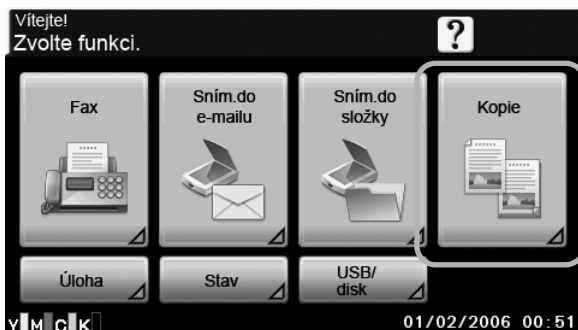 Vítejte!
Zvolte funkci.
?
Fax
Sním.do
e-mailu
Sním.do
složky
Kopie
Úloha
Stav
USB/
disk
Y M C K
01/02/2006 00:51